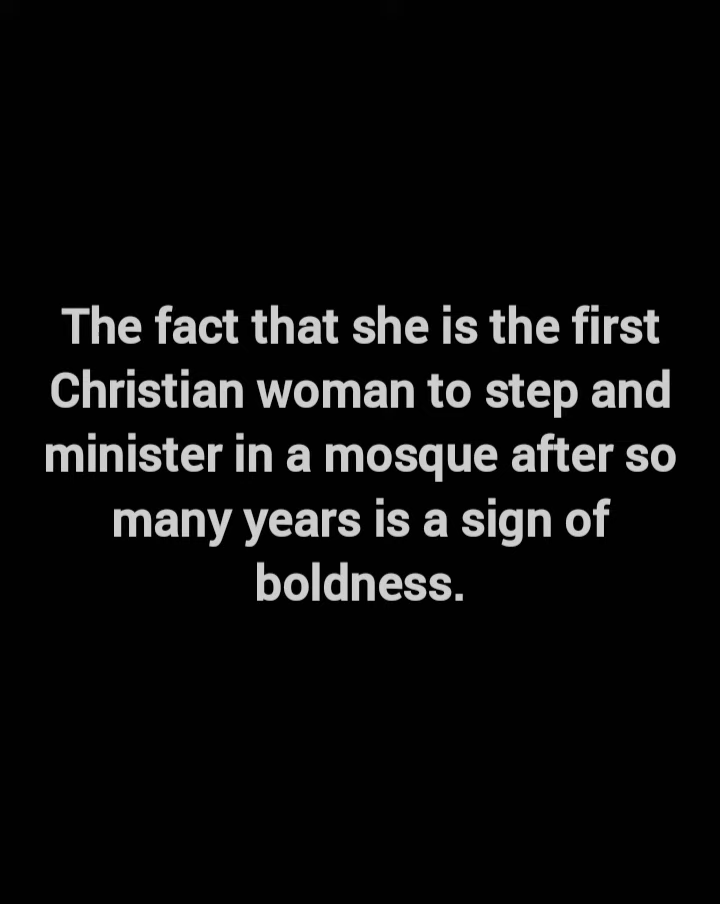 The fact that she is the first
Christian woman to step and
minister in a mosque after so
many years is a sign of
boldness.